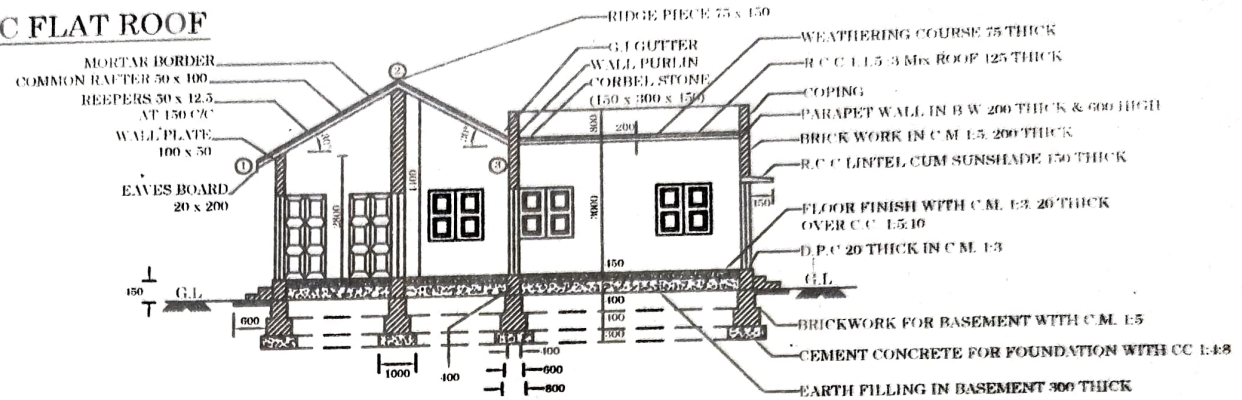 C FLAT ROOF
RIDGE PIECE 75 x 150
MORTAR BORDER
COMMON RAFTER 50 x 100
REEPERS 50 x 12.5
AT 150 C/C
WALL PLATE
100 x 50
EAVES BOARD
20 x 200
G.I GUTTER
WALL PURLIN
CORBEL STONE
(150 x 300 x 150)
WEATHERING COURSE 75 THICK
R.C.C 1:1.5 :3 Mix ROOF 125 THICK
COPING
PARAPET WALL IN B W 200 THICK & 600 HIGH
BRICK WORK IN C.M 1:5, 200 THICK
R.C.C LINTEL CUM SUNSHADE 150 THICK
FLOOR FINISH WITH C.M. 1:3, 20 THICK
OVER C.C 1:5:10
D.P.C 20 THICK IN C M. 1:3
G.L
BRICKWORK FOR BASEMENT WITH C.M. 1:5
CEMENT CONCRETE FOR FOUNDATION WITH CC 1:4:8
EARTH FILLING IN BASEMENT 300 THICK
1
2
3
30°
30°
2800
800
200
3000
450
450
450
G.L
600
1000
400
400
400
300
400
600
800